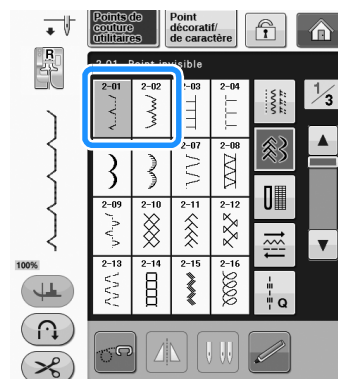 Points de
couture
utilitaires
Point
décoratif/
de caractère
2-01 Point invisible
R
1/3
2-01 2-02 2-03 2-04
2-07 2-08
2-09 2-10 2-11 2-12
2-13 2-14 2-15 2-16
100%
Q